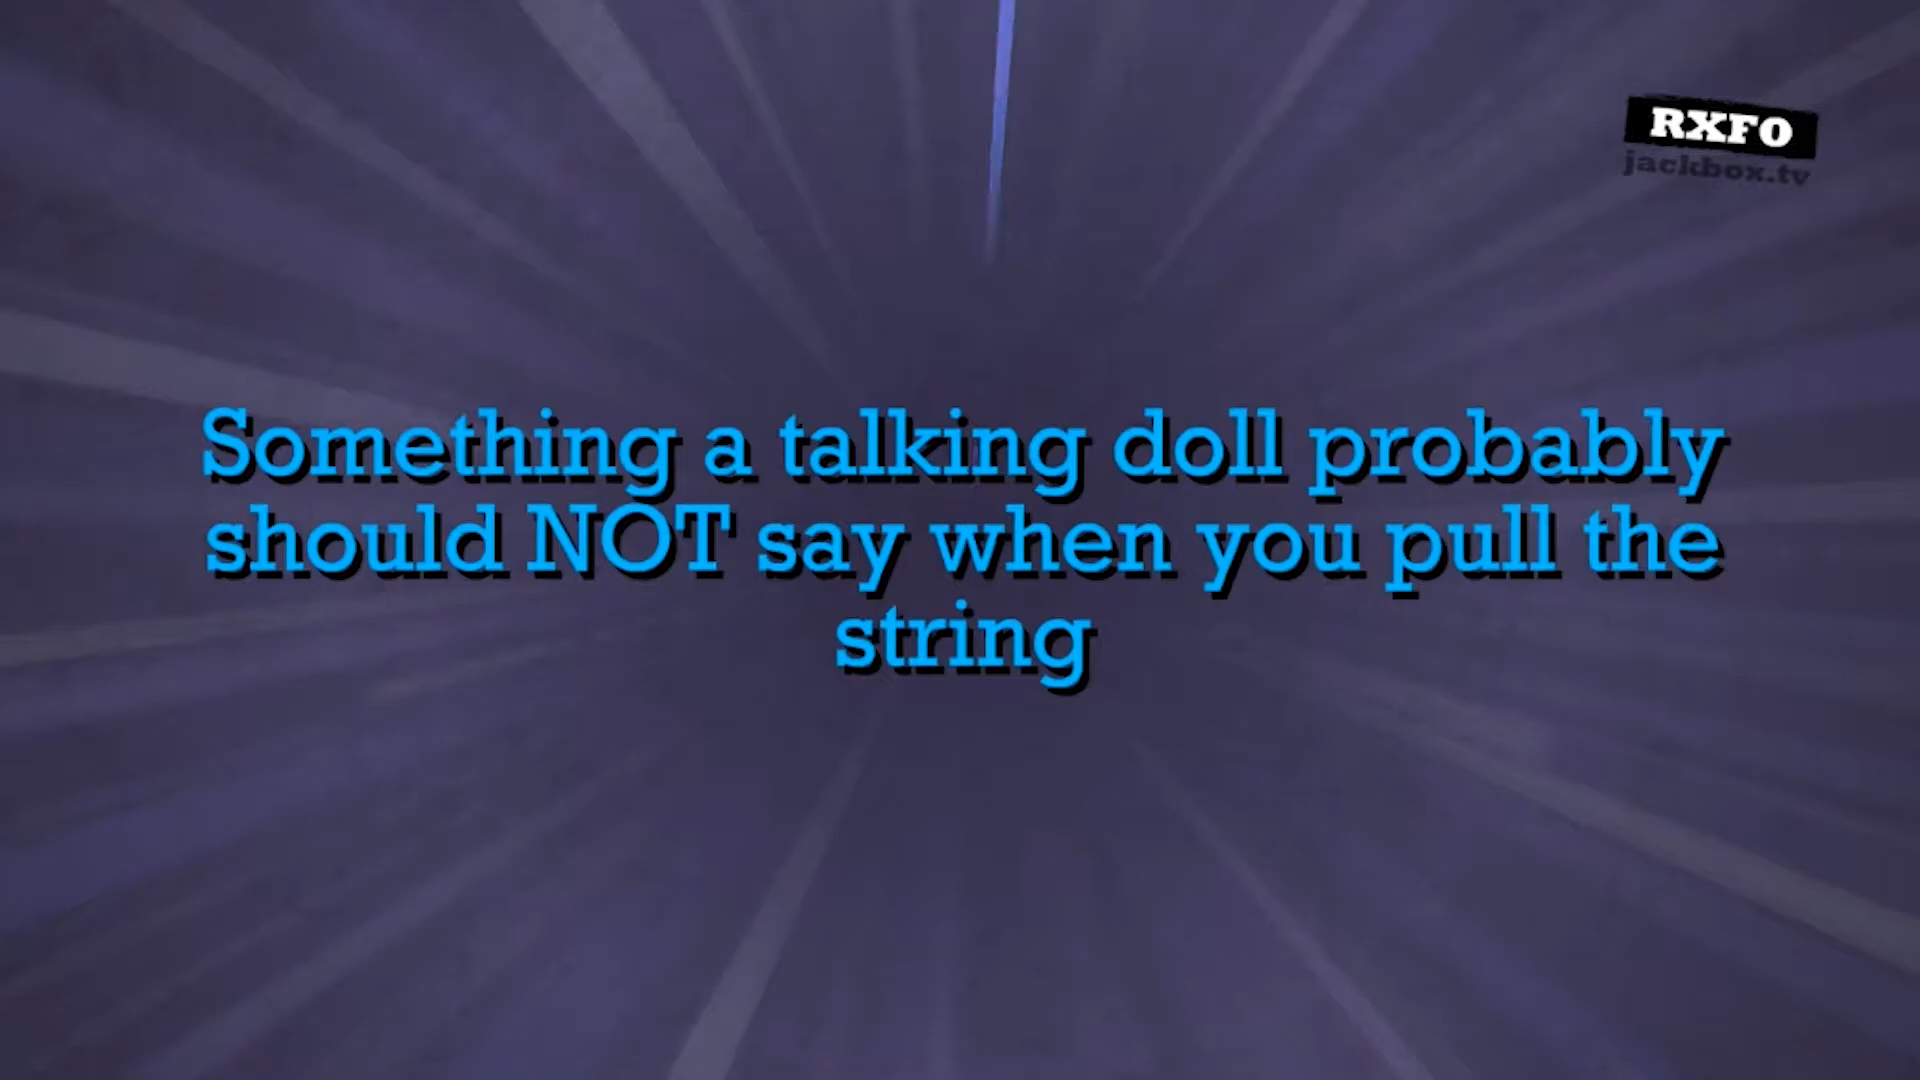 RXFO
jackbox.tv
Something a talking doll probably
should NOT say when you pull the
string